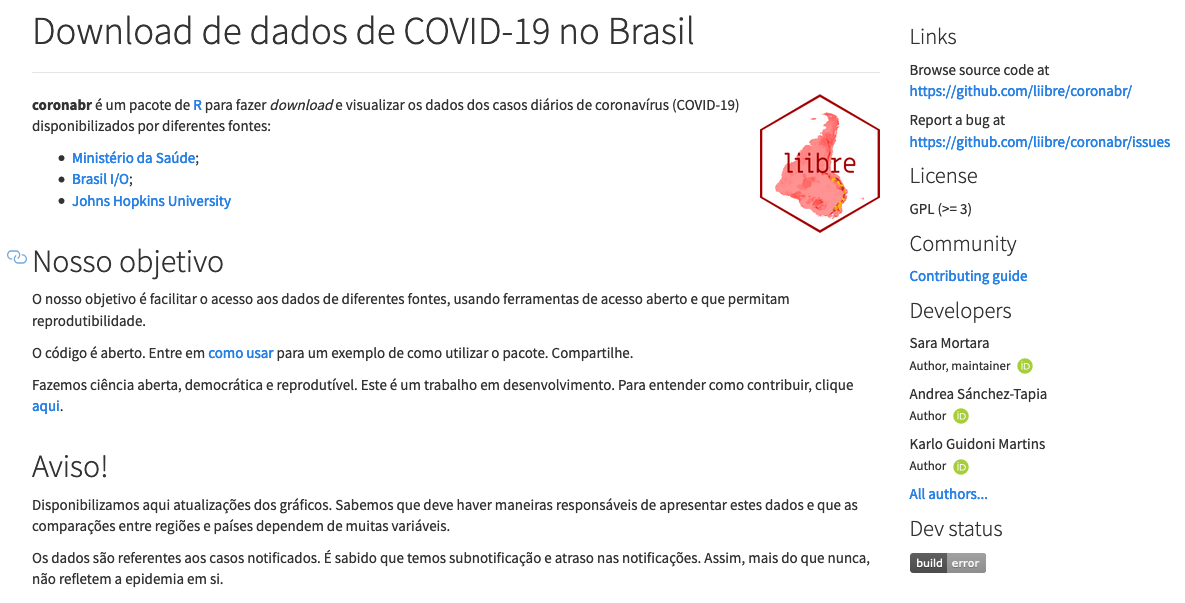 Download de dados de COVID-19 no Brasil
coronabr é um pacote de R para fazer download e visualizar os dados dos casos diários de coronavírus (COVID-19)
disponibilizados por diferentes fontes:
Ministério da Saúde;
Brasil I/O;
Johns Hopkins University
liibre
Nosso objetivo
O nosso objetivo é facilitar o acesso aos dados de diferentes fontes, usando ferramentas de acesso aberto e que permitam
reprodutibilidade.
O código é aberto. Entre em como usar para um exemplo de como utilizar o pacote. Compartilhe.
Fazemos ciência aberta, democrática e reprodutível. Este é um trabalho em desenvolvimento. Para entender como contribuir, clique
aqui.
Aviso!
Disponibilizamos aqui atualizações dos gráficos. Sabemos que deve haver maneiras responsáveis de apresentar estes dados e que as
comparações entre regiões e países dependem de muitas variáveis.
Os dados são referentes aos casos notificados. É sabido que temos subnotificação e atraso nas notificações. Assim, mais do que nunca,
não refletem a epidemia em si.
Links
Browse source code at
https://github.com/liibre/coronabr/
Report a bug at
https://github.com/liibre/coronabr/issues
License
GPL (>= 3)
Community
Contributing guide
Developers
Sara Mortara
Author, maintainer iD
Andrea Sánchez-Tapia
Author iD
Karlo Guidoni Martins
Author iD
All authors...
Dev status
build error